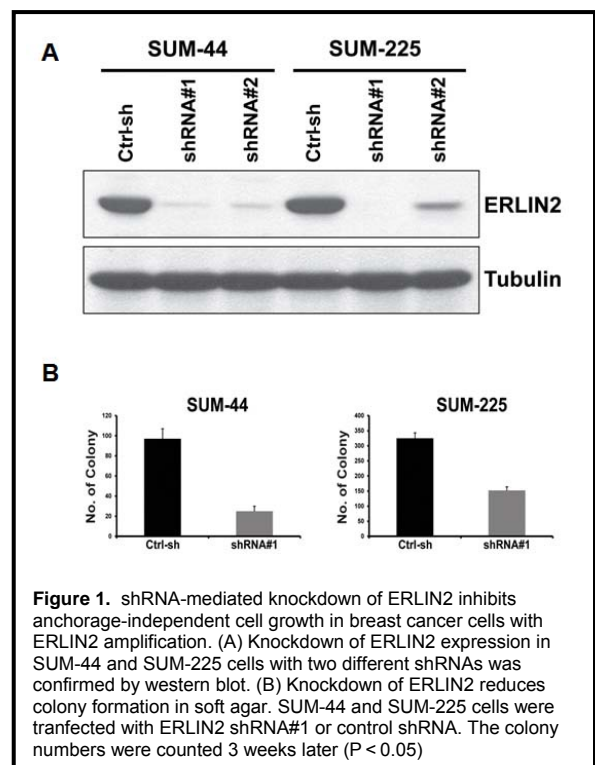 A
SUM-44 SUM-225
Ctrl-sh shRNA#1 shRNA#2 Ctrl-sh shRNA#1 shRNA#2
ERLIN2
Tubulin
B
SUM-44
No. of Colony
120
100
80
60
40
20
0
Ctrl-sh shRNA#1
SUM-225
No. of Colony
400
350
300
250
200
150
100
50
0
Ctrl-sh shRNA#1
Figure 1. shRNA-mediated knockdown of ERLIN2 inhibits
anchorage-independent cell growth in breast cancer cells with
ERLIN2 amplification. (A) Knockdown of ERLIN2 expression in
SUM-44 and SUM-225 cells with two different shRNAs was
confirmed by western blot. (B) Knockdown of ERLIN2 reduces
colony formation in soft agar. SUM-44 and SUM-225 cells were
tranfected with ERLIN2 shRNA#1 or control shRNA. The colony
numbers were counted 3 weeks later (P < 0.05)